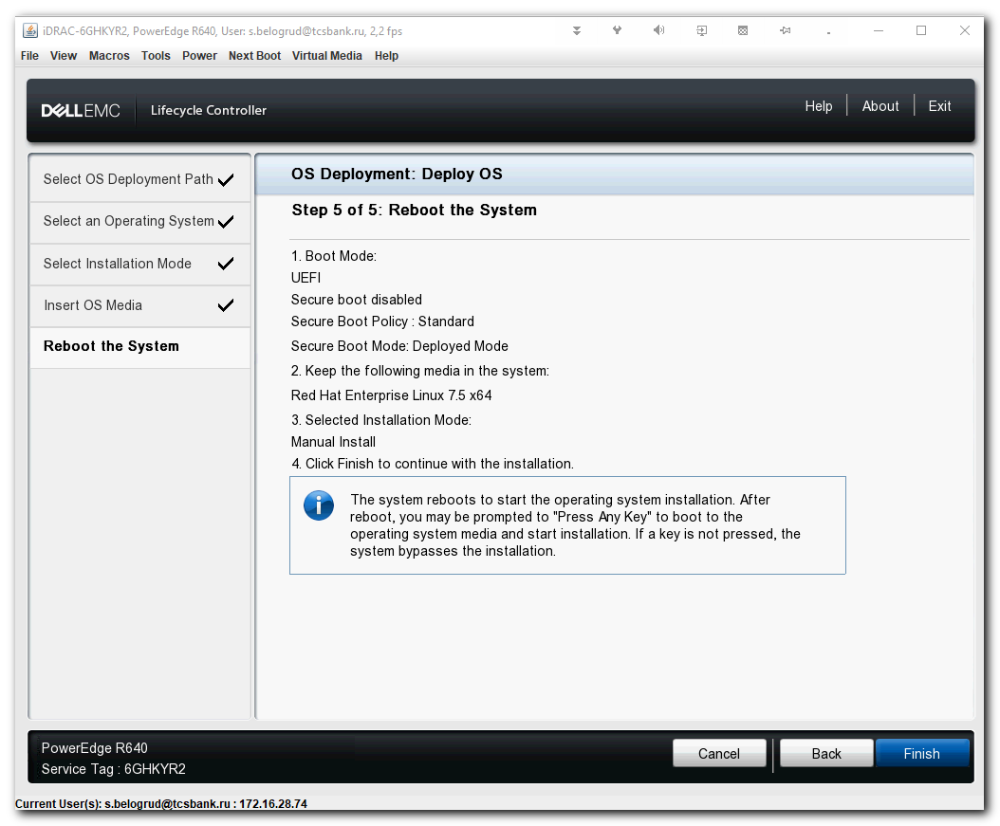 iDRAC-6GHKYR2, PowerEdge R640, User: s.belogrud@tcsbank.ru, 2,2 fps
File View Macros Tools Power Next Boot Virtual Media Help
DELLEMC Lifecycle Controller
Help About Exit
Select OS Deployment Path
Select an Operating System
Select Installation Mode
Insert OS Media
Reboot the System
OS Deployment: Deploy OS
Step 5 of 5: Reboot the System
1. Boot Mode:
UEFI
Secure boot disabled
Secure Boot Policy : Standard
Secure Boot Mode: Deployed Mode
2. Keep the following media in the system:
Red Hat Enterprise Linux 7.5 x64
3. Selected Installation Mode:
Manual Install
4. Click Finish to continue with the installation.
The system reboots to start the operating system installation. After
reboot, you may be prompted to "Press Any Key" to boot to the
operating system media and start installation. If a key is not pressed, the
system bypasses the installation.
PowerEdge R640
Service Tag : 6GHKYR2
Cancel Back Finish
Current User(s): s.belogrud@tcsbank.ru : 172.16.28.74